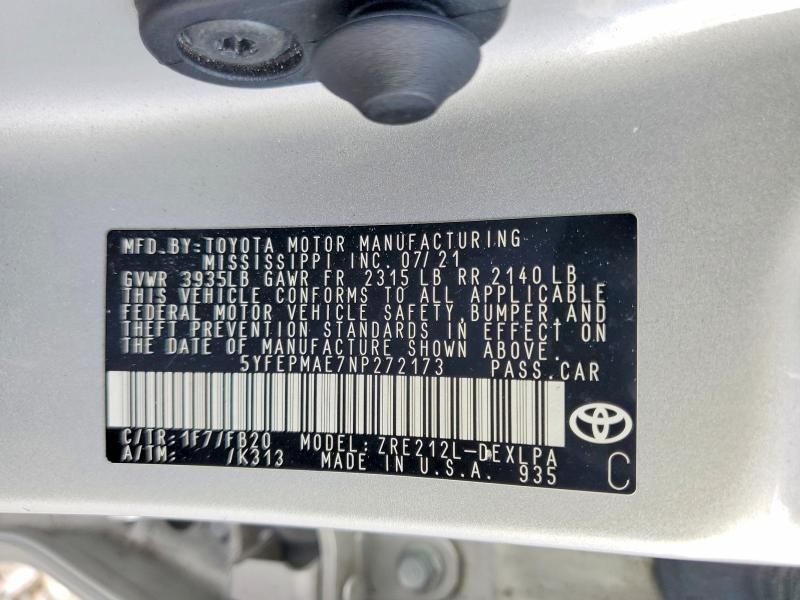 MFD. BY: TOYOTA MOTOR MANUFACTURING
MISSISSIPPI INC. 07/21
GVWR 3935LB GAWR FR 2315 LB RR 2140 LB
THIS VEHICLE CONFORMS TO ALL APPLICABLE
FEDERAL MOTOR VEHICLE SAFETY, BUMPER, AND
THEFT PREVENTION STANDARDS IN EFFECT ON
THE DATE OF MANUFACTURE SHOWN ABOVE.
5YFEPMAE7NP272173 PASS. CAR
C/TR: 1F7/FB20 MODEL: ZRE212L-DEXLPA
A/TM: /K313 MADE IN U.S.A. 935 C